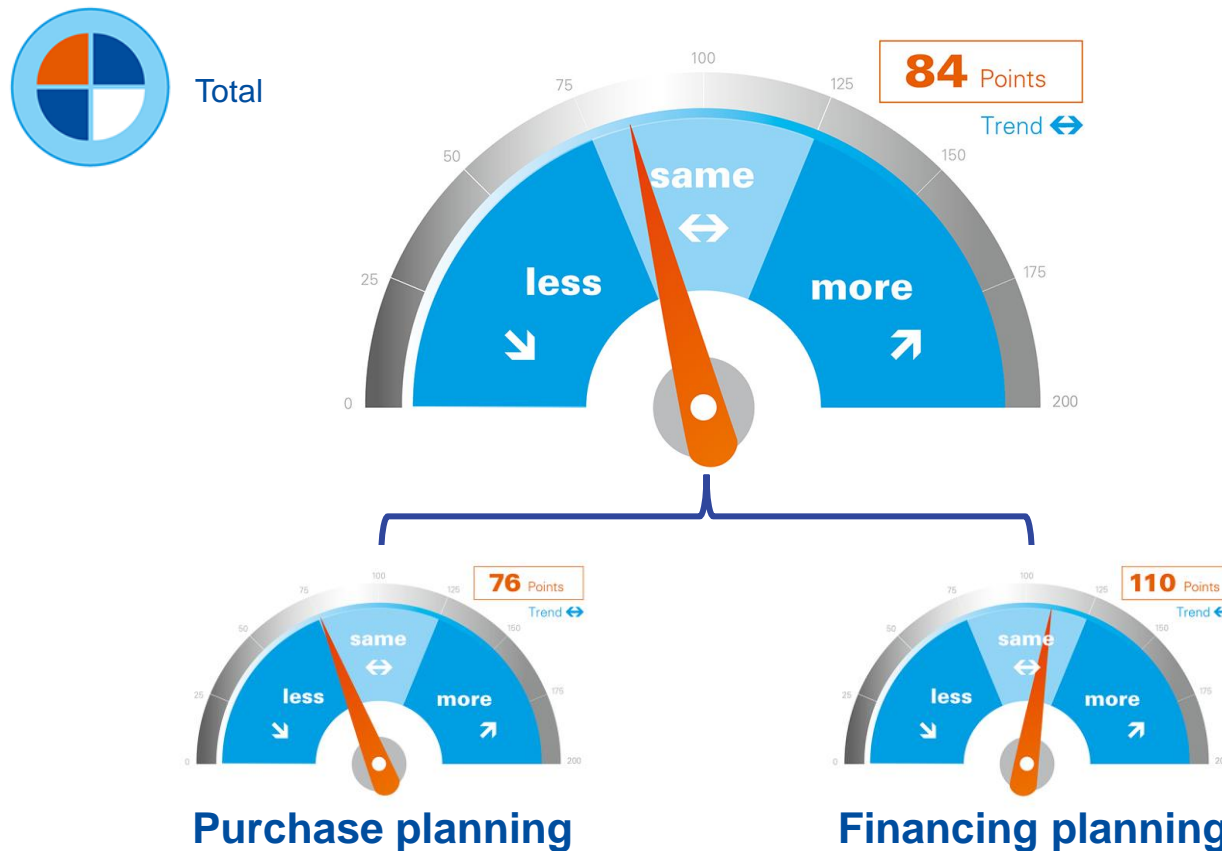 Total
84 Points
Trend
0
25
50
75
100
125
150
175
200
less
same
more
76 Points
Trend
0
25
50
75
100
125
150
175
200
less
same
more
Purchase planning
110 Points
Trend
0
25
50
75
100
125
150
175
less
same
more
Financing planning